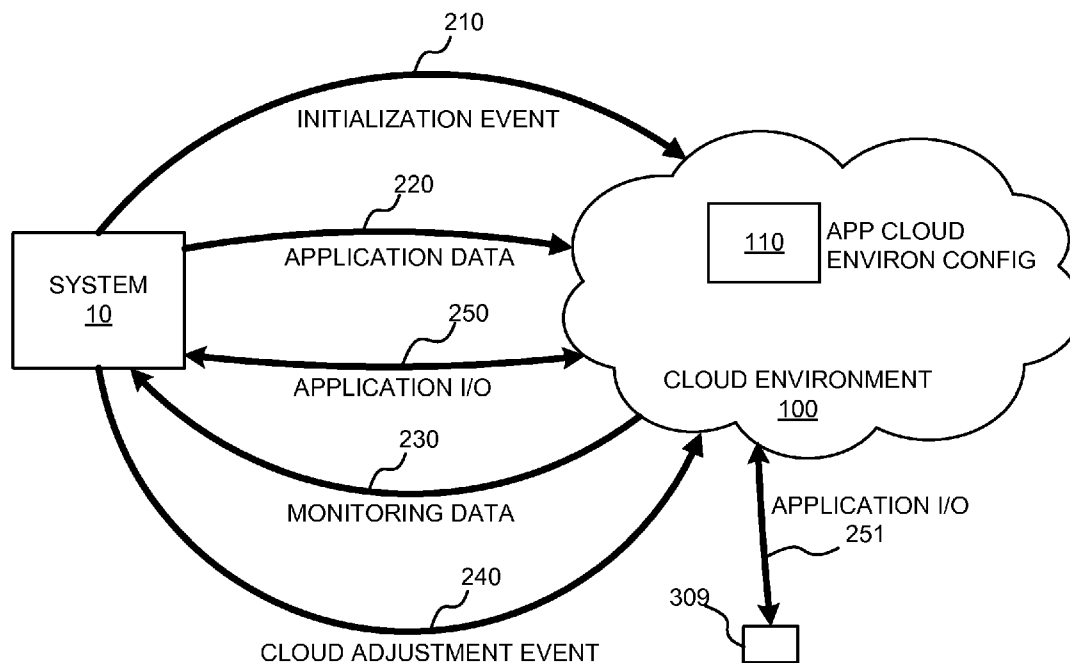 210
INITIALIZATION EVENT
220
APPLICATION DATA
SYSTEM
10
110
APP CLOUD
ENVIRON CONFIG
250
APPLICATION I/O
CLOUD ENVIRONMENT
100
230
MONITORING DATA
APPLICATION I/O
251
240
CLOUD ADJUSTMENT EVENT
309